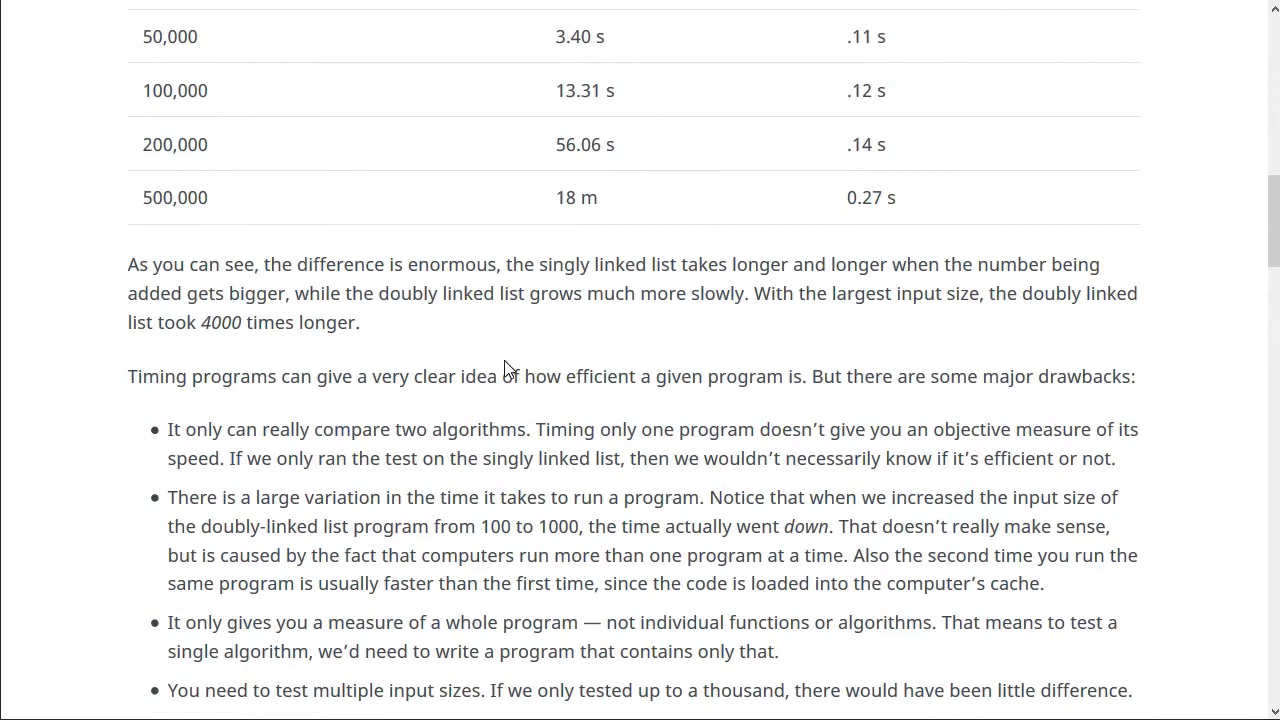 50,000 3.40 s .11 s
100,000 13.31 s .12 s
200,000 56.06 s .14 s
500,000 18 m 0.27 s
As you can see, the difference is enormous, the singly linked list takes longer and longer when the number being
added gets bigger, while the doubly linked list grows much more slowly. With the largest input size, the doubly linked
list took 4000 times longer.
Timing programs can give a very clear idea of how efficient a given program is. But there are some major drawbacks:
• It only can really compare two algorithms. Timing only one program doesn’t give you an objective measure of its
speed. If we only ran the test on the singly linked list, then we wouldn’t necessarily know if it’s efficient or not.
• There is a large variation in the time it takes to run a program. Notice that when we increased the input size of
the doubly-linked list program from 100 to 1000, the time actually went down. That doesn’t really make sense,
but is caused by the fact that computers run more than one program at a time. Also the second time you run the
same program is usually faster than the first time, since the code is loaded into the computer’s cache.
• It only gives you a measure of a whole program — not individual functions or algorithms. That means to test a
single algorithm, we’d need to write a program that contains only that.
• You need to test multiple input sizes. If we only tested up to a thousand, there would have been little difference.